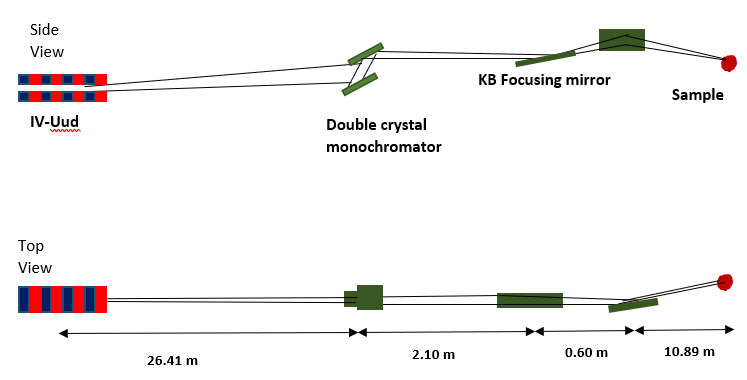 Side
View
IV-Uud
KB Focusing mirror
Sample
Double crystal
monochromator
Top
View
26.41 m
2.10 m
0.60 m
10.89 m